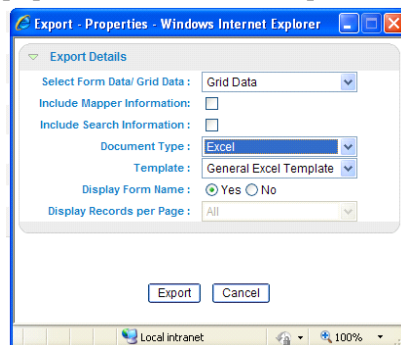 Export - Properties - Windows Internet Explorer
Export Details
Select Form Data/ Grid Data : Grid Data
Include Mapper Information:
Include Search Information :
Document Type : Excel
Template : General Excel Template
Display Form Name : Yes No
Display Records per Page : All
Export Cancel
Local intranet 100%